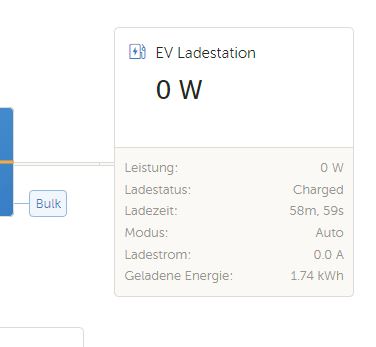 EV Ladestation
0 W
Leistung: 0 W
Ladestatus: Charged
Ladezeit: 58m, 59s
Modus: Auto
Ladestrom: 0.0 A
Geladene Energie: 1.74 kWh
Bulk